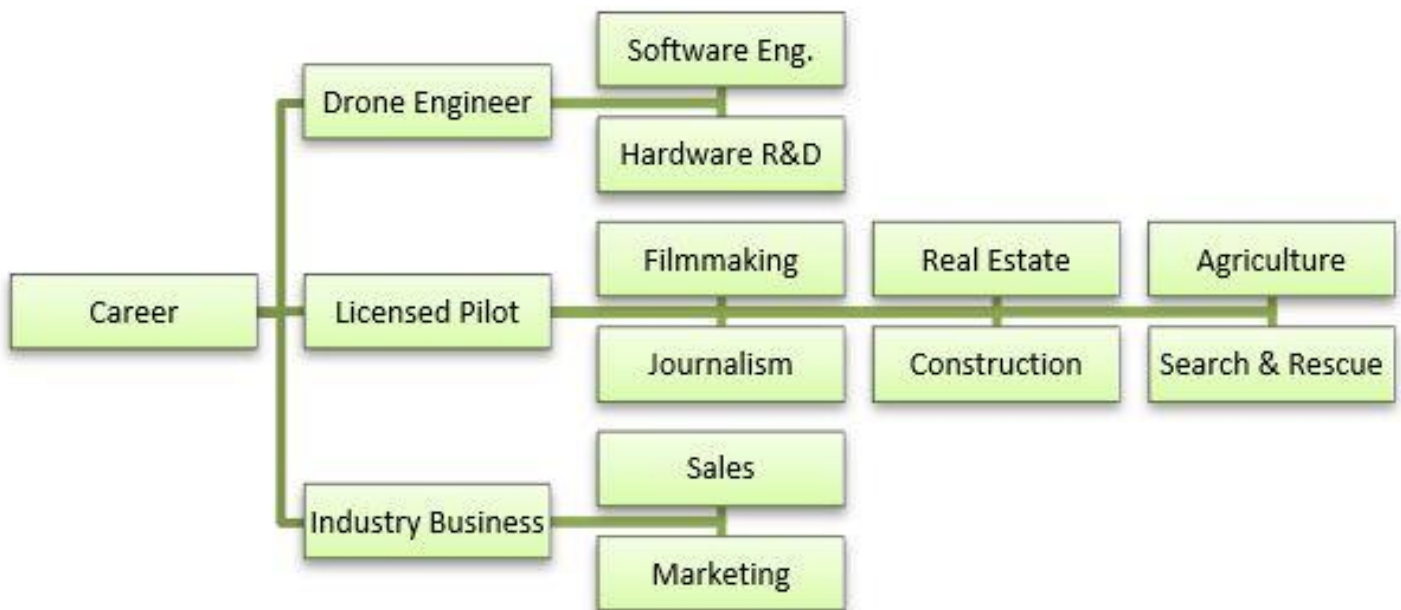 Career
Drone Engineer
Software Eng.
Hardware R&D
Licensed Pilot
Filmmaking
Real Estate
Agriculture
Journalism
Construction
Search & Rescue
Industry Business
Sales
Marketing